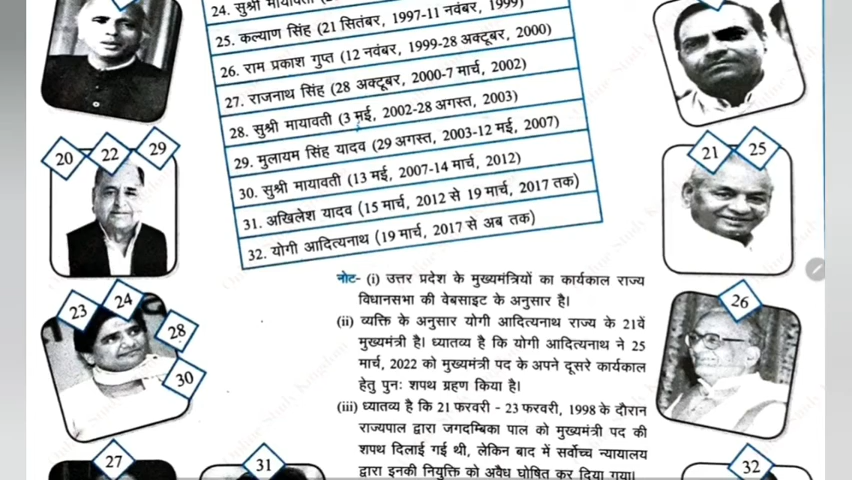 24. सुश्री मायावती
25. कल्याण सिंह (21 सितंबर, 1997-11 नवंबर, 1999)
26. राम प्रकाश गुप्त (12 नवंबर, 1999-28 अक्टूबर, 2000)
27. राजनाथ सिंह (28 अक्टूबर, 2000-7 मार्च, 2002)
28. सुश्री मायावती (3 मई, 2002-28 अगस्त, 2003)
29. मुलायम सिंह यादव (29 अगस्त, 2003-12 मई, 2007)
30. सुश्री मायावती (13 मई, 2007-14 मार्च, 2012)
31. अखिलेश यादव (15 मार्च, 2012 से 19 मार्च, 2017 तक)
32. योगी आदित्यनाथ (19 मार्च, 2017 से अब तक)
20 22 29
21 25
नोट- (i) उत्तर प्रदेश के मुख्यमंत्रियों का कार्यकाल राज्य
विधानसभा की वेबसाइट के अनुसार है।
(ii) व्यक्ति के अनुसार योगी आदित्यनाथ राज्य के 21वें
मुख्यमंत्री है। ध्यातव्य है कि योगी आदित्यनाथ ने 25
मार्च, 2022 को मुख्यमंत्री पद के अपने दूसरे कार्यकाल
हेतु पुनः शपथ ग्रहण किया है।
(iii) ध्यातव्य है कि 21 फरवरी - 23 फरवरी, 1998 के दौरान
राज्यपाल द्वारा जगदम्बिका पाल को मुख्यमंत्री पद की
शपथ दिलाई गई थी, लेकिन बाद में सर्वोच्च न्यायालय
द्वारा इनकी नियुक्ति को अवैध घोषित कर दिया गया।
23 24
28
30
26
27
31
32